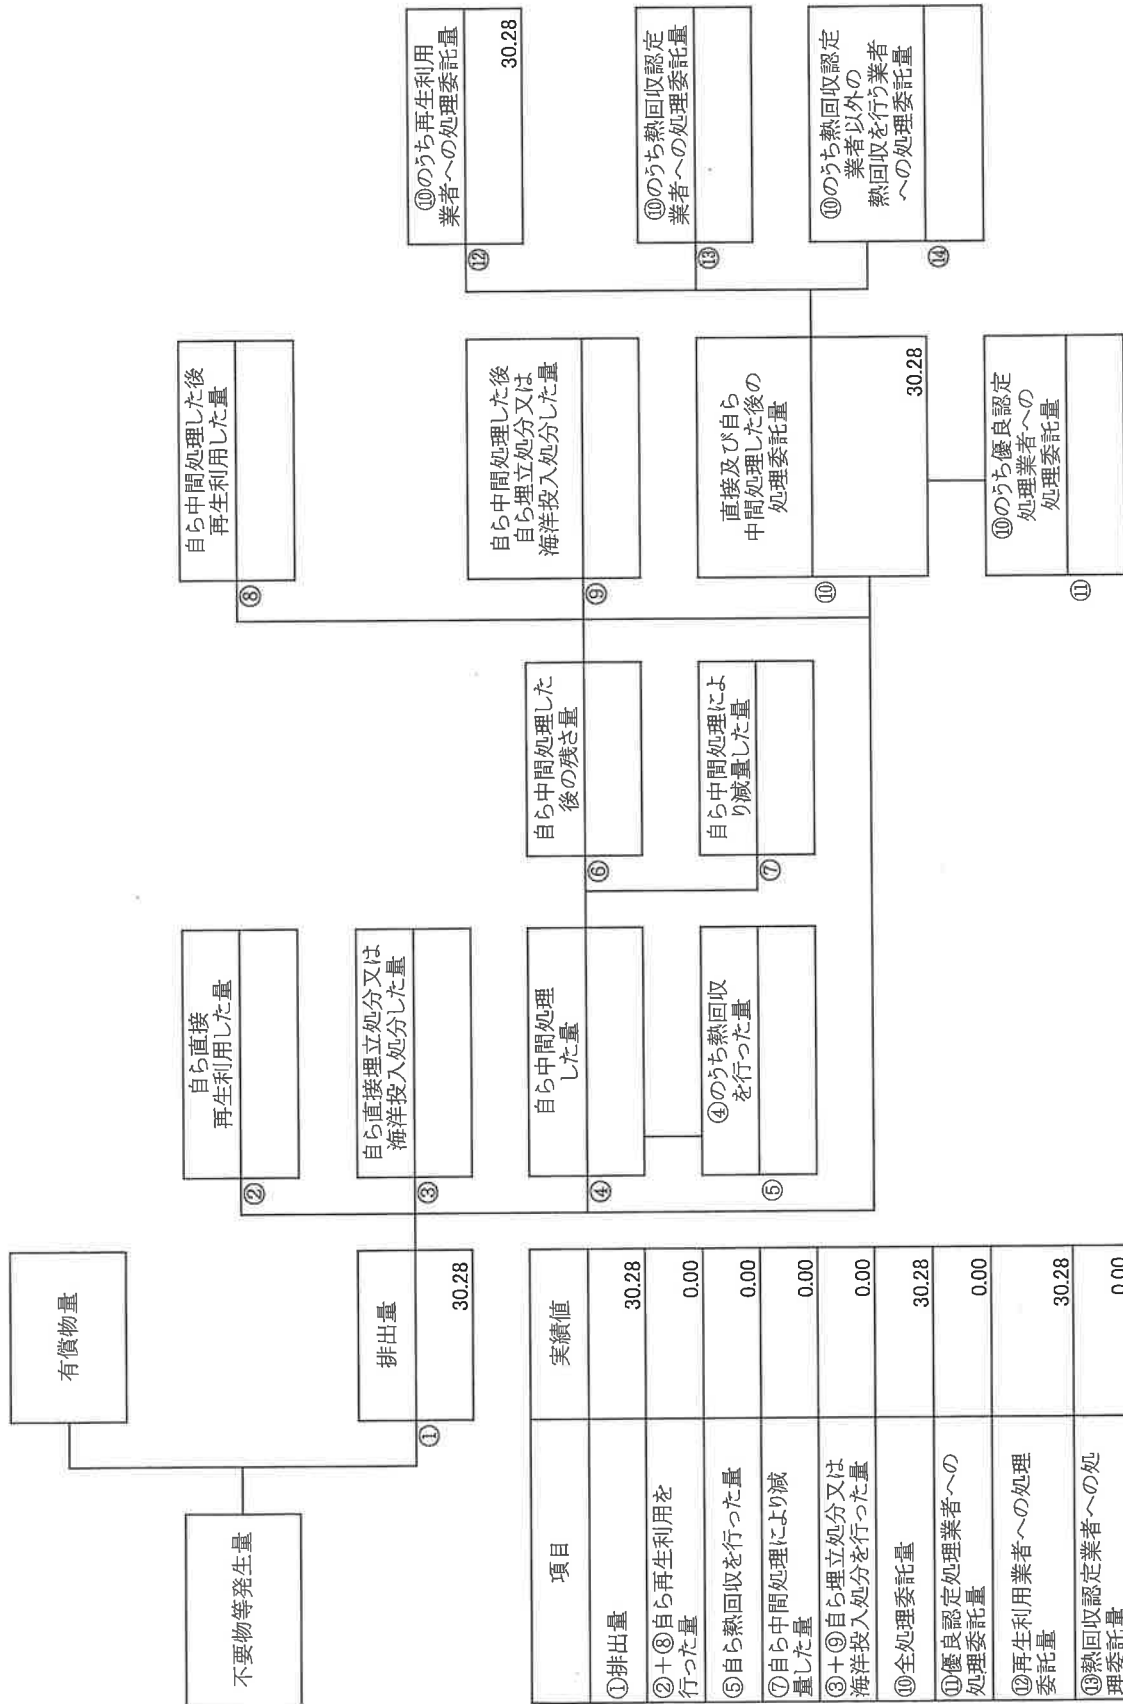 不要物等発生量
有償物量
排出量
①
30.28
②
自ら直接
再生利用した量
③
自ら直接埋立処分又は
海洋投入処分した量
④
自ら中間処理
した量
⑤
④のうち熱回収
を行った量
⑥
自ら中間処理した
後の残さ量
⑦
自ら中間処理によ
り減量した量
⑧
自ら中間処理した後
再生利用した量
⑨
自ら中間処理した後
自ら埋立処分又は
海洋投入処分した量
⑩
直接及び自ら
中間処理した後の
処理委託量
30.28
⑪
⑩のうち優良認定
処理業者への
処理委託量
⑫
⑩のうち再生利用
業者への処理委託量
30.28
⑬
⑩のうち熱回収認定
業者への処理委託量
⑭
⑩のうち熱回収認定
業者以外の
熱回収を行う業者
への処理委託量
項目 実績値
①排出量 30.28
②+⑧自ら再生利用を
行った量 0.00
⑤自ら熱回収を行った量 0.00
⑦自ら中間処理により減
量した量 0.00
③+⑨自ら埋立処分又は
海洋投入処分を行った量 0.00
⑩全処理委託量 30.28
⑪優良認定処理業者への
処理委託量 0.00
⑫再生利用業者への処理
委託量 30.28
⑬熱回収認定業者への処
理委託量 0.00